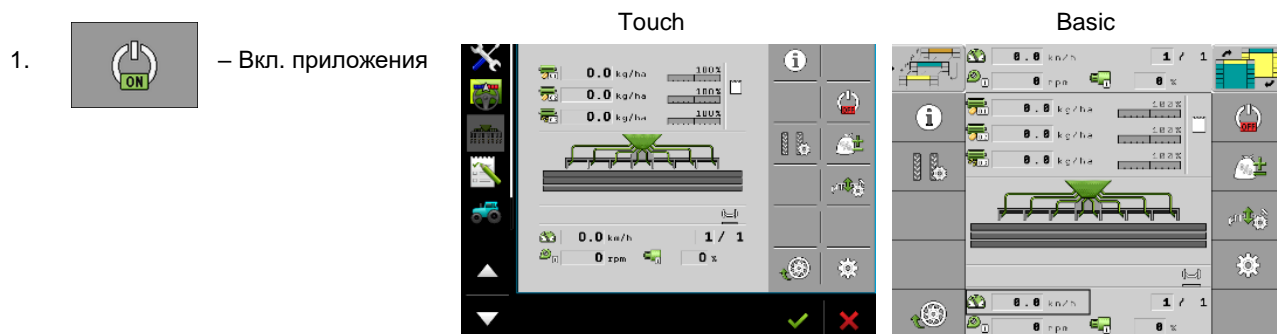 Touch
Basic
1.
ON
– Вкл. приложения
0.0 kg/ha 100%
0.0 kg/ha 100%
0.0 kg/ha 100%
OFF
0.0 km/h 1 / 1
0 rpm 0 %
0.0 km/h 1 / 1
0 rpm 0 %
0.0 kg/ha 100%
0.0 kg/ha 100%
0.0 kg/ha 100%
OFF
0.0 km/h 1 / 1
0 rpm 0 %